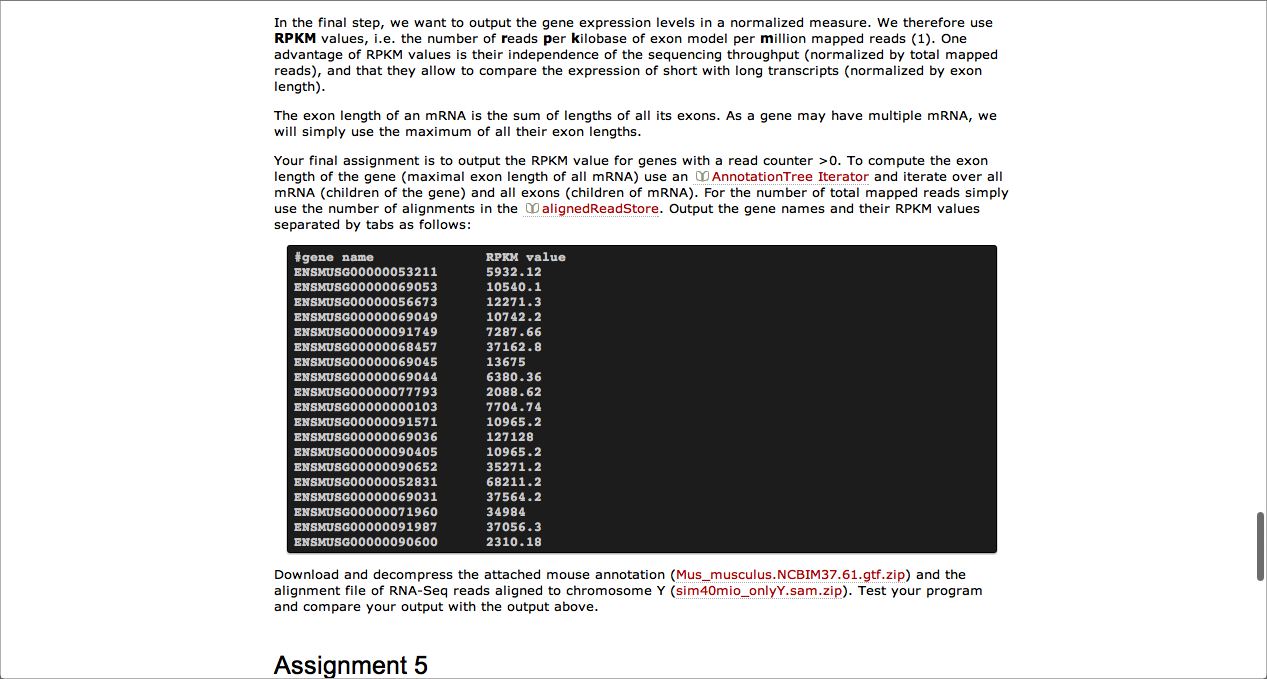 In the final step, we want to output the gene expression levels in a normalized measure. We therefore use
RPKM values, i.e. the number of reads per kilobase of exon model per million mapped reads (1). One
advantage of RPKM values is their independence of the sequencing throughput (normalized by total mapped
reads), and that they allow to compare the expression of short with long transcripts (normalized by exon
length).
The exon length of an mRNA is the sum of lengths of all its exons. As a gene may have multiple mRNA, we
will simply use the maximum of all their exon lengths.
Your final assignment is to output the RPKM value for genes with a read counter >0. To compute the exon
length of the gene (maximal exon length of all mRNA) use an AnnotationTree Iterator and iterate over all
mRNA (children of the gene) and all exons (children of mRNA). For the number of total mapped reads simply
use the number of alignments in the alignedReadStore. Output the gene names and their RPKM values
separated by tabs as follows:
#gene name RPKM value
ENSMUSG00000053211 5932.12
ENSMUSG00000069053 10540.1
ENSMUSG00000056673 12271.3
ENSMUSG00000069049 10742.2
ENSMUSG00000091749 7287.66
ENSMUSG00000068457 37162.8
ENSMUSG00000069045 13675
ENSMUSG00000069044 6380.36
ENSMUSG00000077793 2088.62
ENSMUSG00000000103 7704.74
ENSMUSG00000091571 10965.2
ENSMUSG00000069036 127128
ENSMUSG00000090405 10965.2
ENSMUSG00000090652 35271.2
ENSMUSG00000052831 68211.2
ENSMUSG00000069031 37564.2
ENSMUSG00000071960 34984
ENSMUSG00000091987 37056.3
ENSMUSG00000090600 2310.18
Download and decompress the attached mouse annotation (Mus_musculus.NCBIM37.61.gtf.zip) and the
alignment file of RNA-Seq reads aligned to chromosome Y (sim40mio_onlyY.sam.zip). Test your program
and compare your output with the output above.
Assignment 5